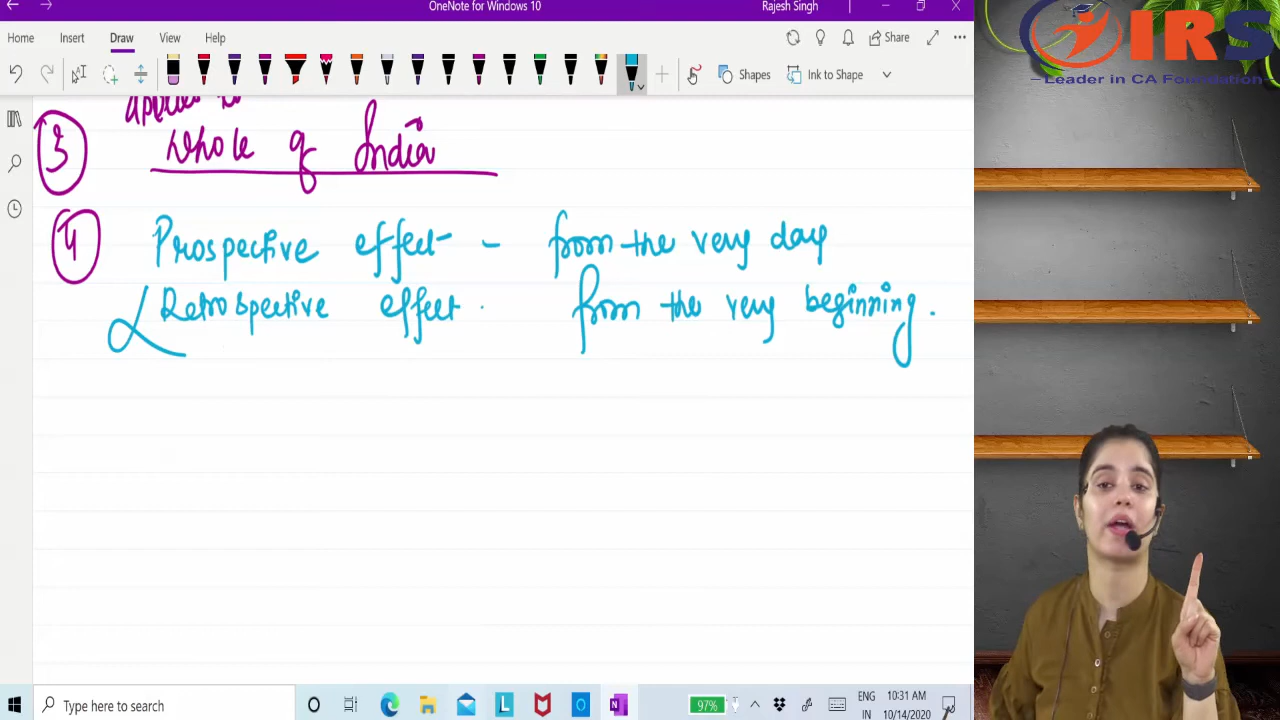 OneNote for Windows 10
Rajesh Singh
Home Insert Draw View Help
Share
Shapes
Ink to Shape
IRS
Leader in CA Foundation
3 whole of India
4 Prospective effect - from the very day
Retrospective effect. from the very beginning.
Type here to search
97%
ENG
IN
10:31 AM
10/14/2020